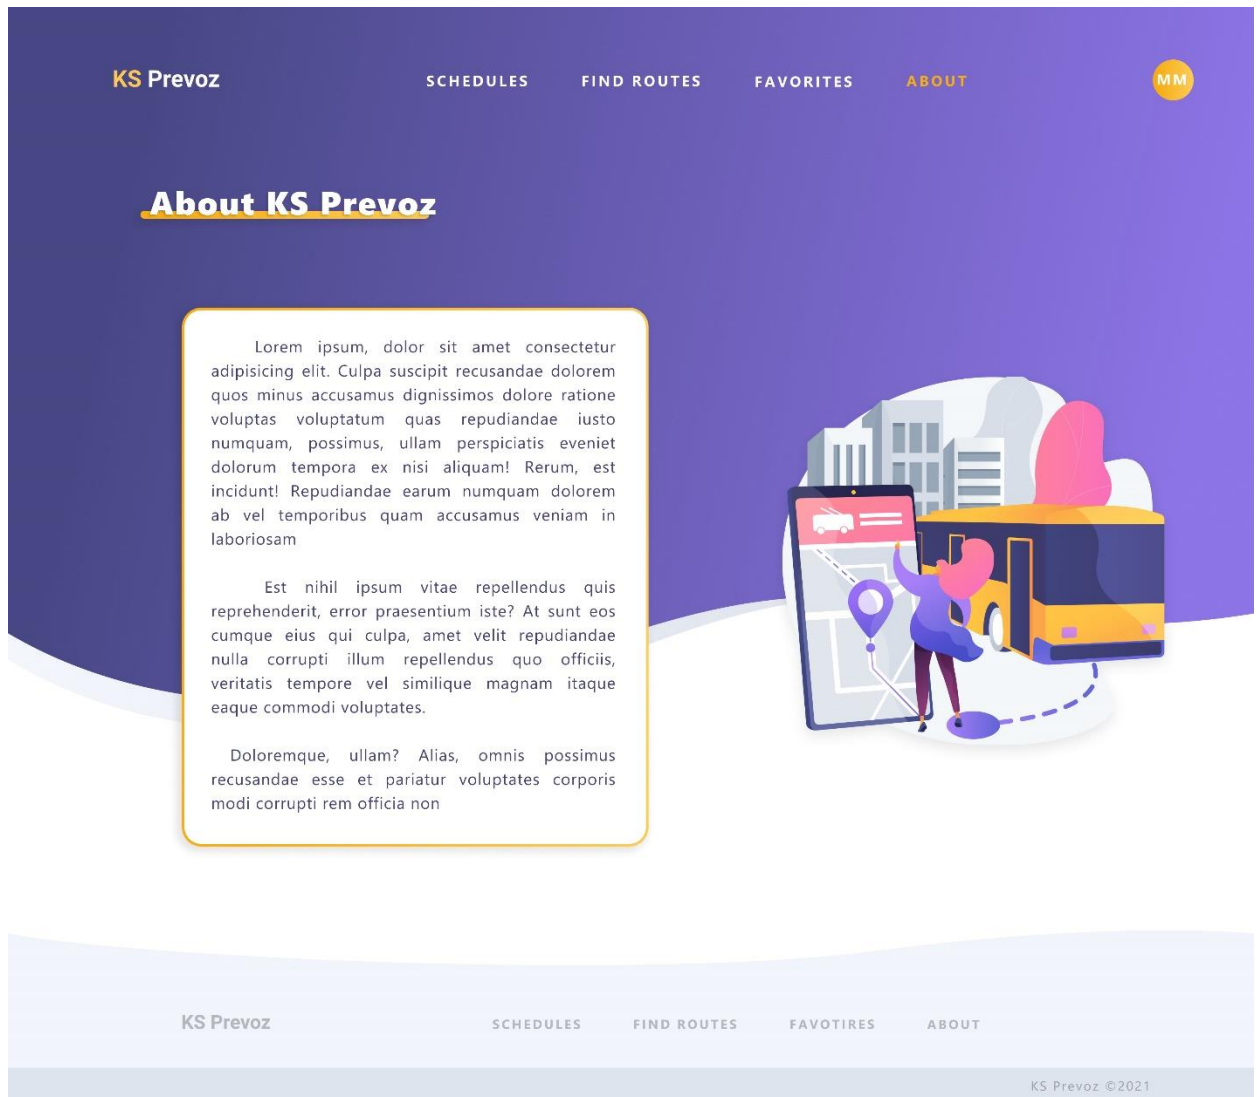 KS Prevoz
SCHEDULES
FIND ROUTES
FAVORITES
ABOUT
MM
About KS Prevoz
Lorem ipsum, dolor sit amet consectetur
adipisicing elit. Culpa suscipit recusandae dolorem
quos minus accusamus dignissimos dolore ratione
voluptas voluptatum quas repudiandae iusto
numquam, possimus, ullam perspiciatis eveniet
dolorum tempora ex nisi aliquam! Rerum, est
incidunt! Repudiandae earum numquam dolorem
ab vel temporibus quam accusamus veniam in
laboriosam
Est nihil ipsum vitae repellendus quis
reprehenderit, error praesentium iste? At sunt eos
cumque eius qui culpa, amet velit repudiandae
nulla corrupti illum repellendus quo officiis,
veritatis tempore vel similique magnam itaque
eaque commodi voluptates.
Doloremque, ullam? Alias, omnis possimus
recusandae esse et pariatur voluptates corporis
modi corrupti rem officia non
KS Prevoz
SCHEDULES
FIND ROUTES
FAVOTIRES
ABOUT
KS Prevoz ©2021